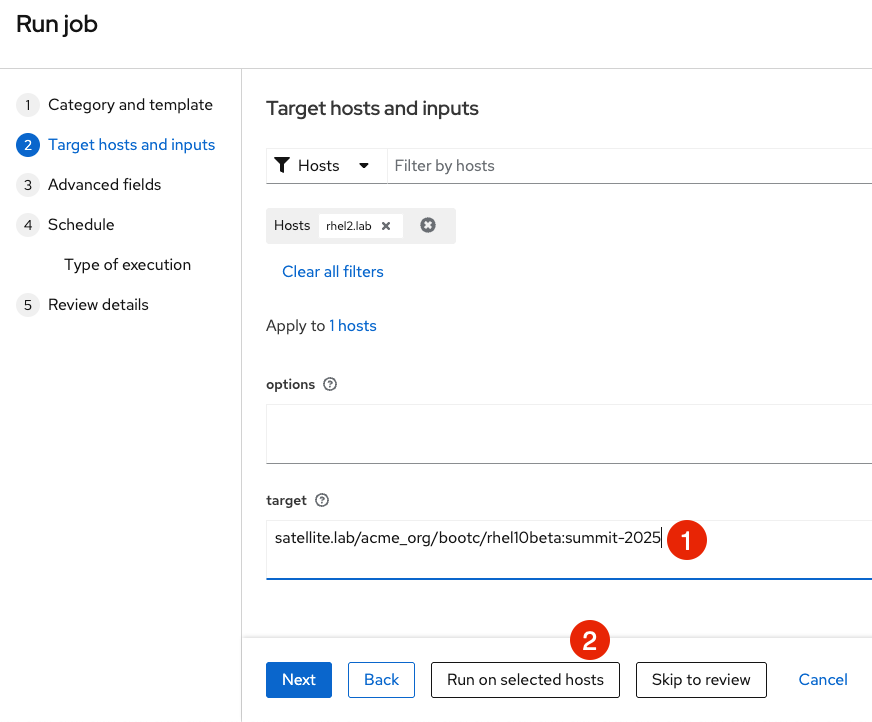 Run job
1 Category and template
2 Target hosts and inputs
3 Advanced fields
4 Schedule
Type of execution
5 Review details
Target hosts and inputs
Hosts Filter by hosts
Hosts rhel2.lab
Clear all filters
Apply to 1 hosts
options
target
satellite.lab/acme_org/bootc/rhel10beta:summit-2025 1
2
Next Back Run on selected hosts Skip to review Cancel